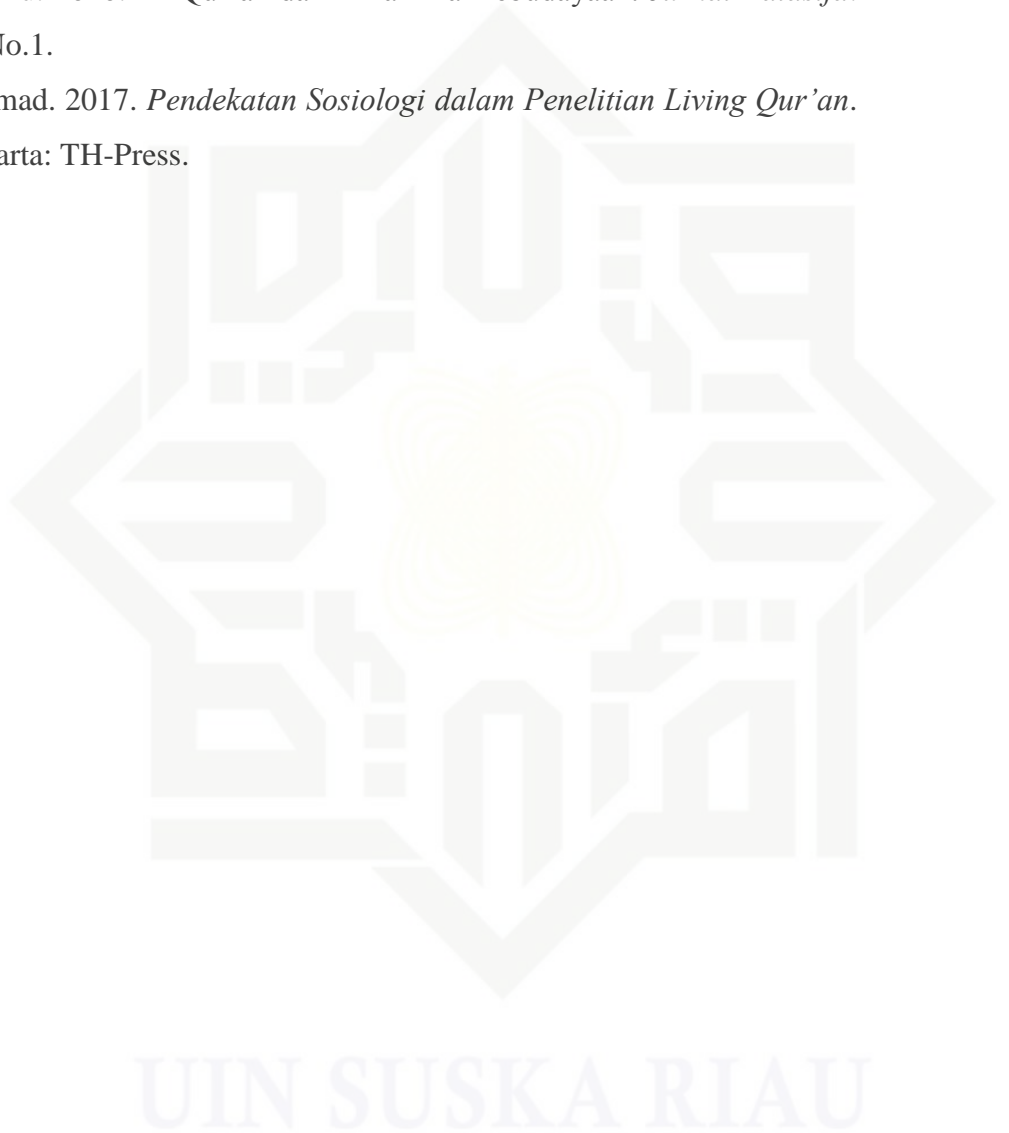 No.1.
mad. 2017. Pendekatan Sosiologi dalam Penelitian Living Qur’an.
arta: TH-Press.
UIN SUSKA RIAU